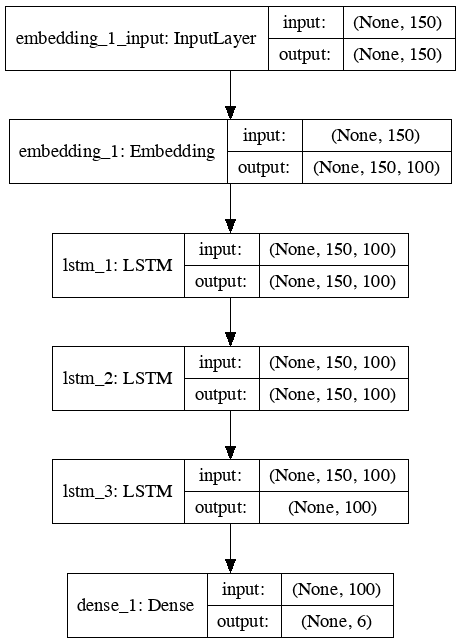 embedding_1_input: InputLayer
input: (None, 150)
output: (None, 150)
embedding_1: Embedding
input: (None, 150)
output: (None, 150, 100)
lstm_1: LSTM
input: (None, 150, 100)
output: (None, 150, 100)
lstm_2: LSTM
input: (None, 150, 100)
output: (None, 150, 100)
lstm_3: LSTM
input: (None, 150, 100)
output: (None, 100)
dense_1: Dense
input: (None, 100)
output: (None, 6)